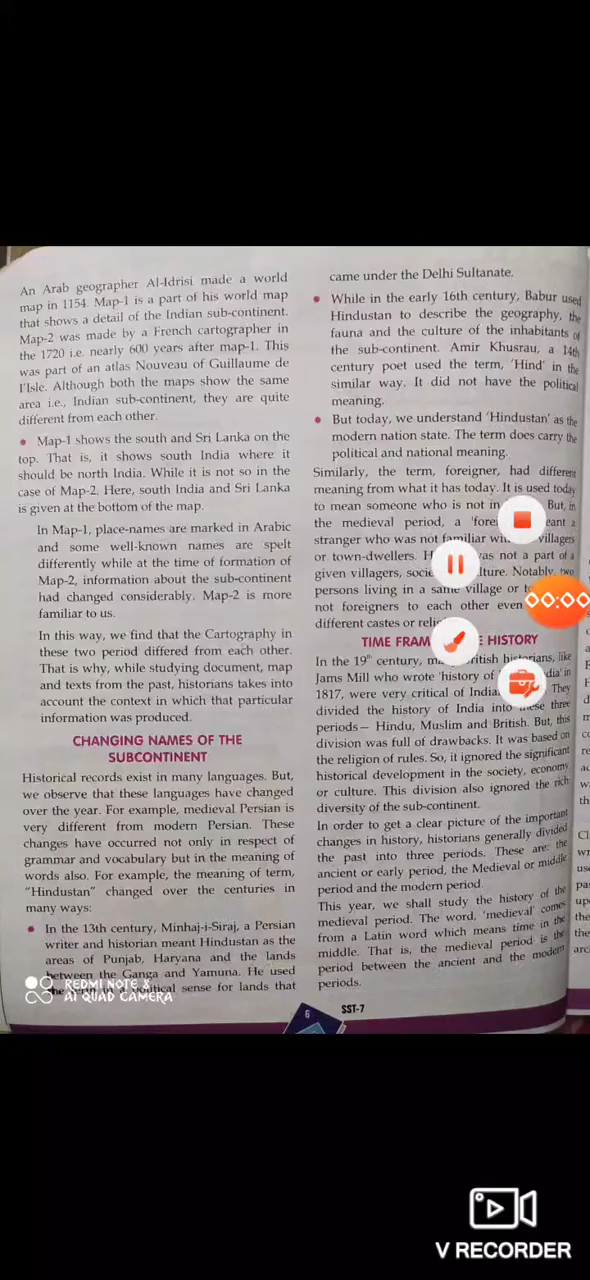 An Arab geographer Al-Idrisi made a world
map in 1154. Map-1 is a part of his world map
that shows a detail of the Indian sub-continent.
Map-2 was made by a French cartographer in
the 1720 i.e. nearly 600 years after map-1. This
was part of an atlas Nouveau of Guillaume de
I'Isle. Although both the maps show the same
area i.e., Indian sub-continent, they are quite
different from each other.
• Map-1 shows the south and Sri Lanka on the
top. That is, it shows south India where it
should be north India. While it is not so in the
case of Map-2. Here, south India and Sri Lanka
is given at the bottom of the map.
In Map-1, place-names are marked in Arabic
and some well-known names are spelt
differently while at the time of formation of
Map-2, information about the sub-continent
had changed considerably. Map-2 is more
familiar to us.
In this way, we find that the Cartography in
these two period differed from each other.
That is why, while studying document, map
and texts from the past, historians takes into
account the context in which that particular
information was produced.
CHANGING NAMES OF THE
SUBCONTINENT
Historical records exist in many languages. But,
we observe that these languages have changed
over the year. For example, medieval Persian is
very different from modern Persian. These
changes have occurred not only in respect of
grammar and vocabulary but in the meaning of
words also. For example, the meaning of term,
"Hindustan" changed over the centuries in
many ways:
• In the 13th century, Minhaj-i-Siraj, a Persian
writer and historian meant Hindustan as the
areas of Punjab, Haryana and the lands
between the Ganga and Yamuna. He used
the term in a political sense for lands that
came under the Delhi Sultanate.
• While in the early 16th century, Babur used
Hindustan to describe the geography, the
fauna and the culture of the inhabitants of
the sub-continent. Amir Khusrau, a 14th
century poet used the term, 'Hind' in the
similar way. It did not have the political
meaning.
• But today, we understand 'Hindustan' as the
modern nation state. The term does carry the
political and national meaning.
Similarly, the term, foreigner, had different
meaning from what it has today. It is used today
to mean someone who is not in But, in
the medieval period, a a
stranger who was not familiar villagers
or town-dwellers. was not a part of a
given villagers, Notably, two
persons living in a same village or
not foreigners to each other even
different castes or
TIME HISTORY
In the 19th century, British historians, like
Jams Mill who wrote 'history of in
1817, were very critical of They
divided the history of India into these three
periods— Hindu, Muslim and British. But, this
division was full of drawbacks. It was based on
the religion of rules. So, it ignored the significant
historical development in the society, economy
or culture. This division also ignored the rich
diversity of the sub-continent.
In order to get a clear picture of the important
changes in history, historians generally divided
the past into three periods. These are: the
ancient or early period, the Medieval or middle
period and the modern period.
This year, we shall study the history of the
medieval period. The word, 'medieval' comes
from a Latin word which means time in the
middle. That is, the medieval period is the
period between the ancient and the modern
periods.
6
SST-7
REDMI NOTE 8
AI QUAD CAMERA
00:00
V RECORDER